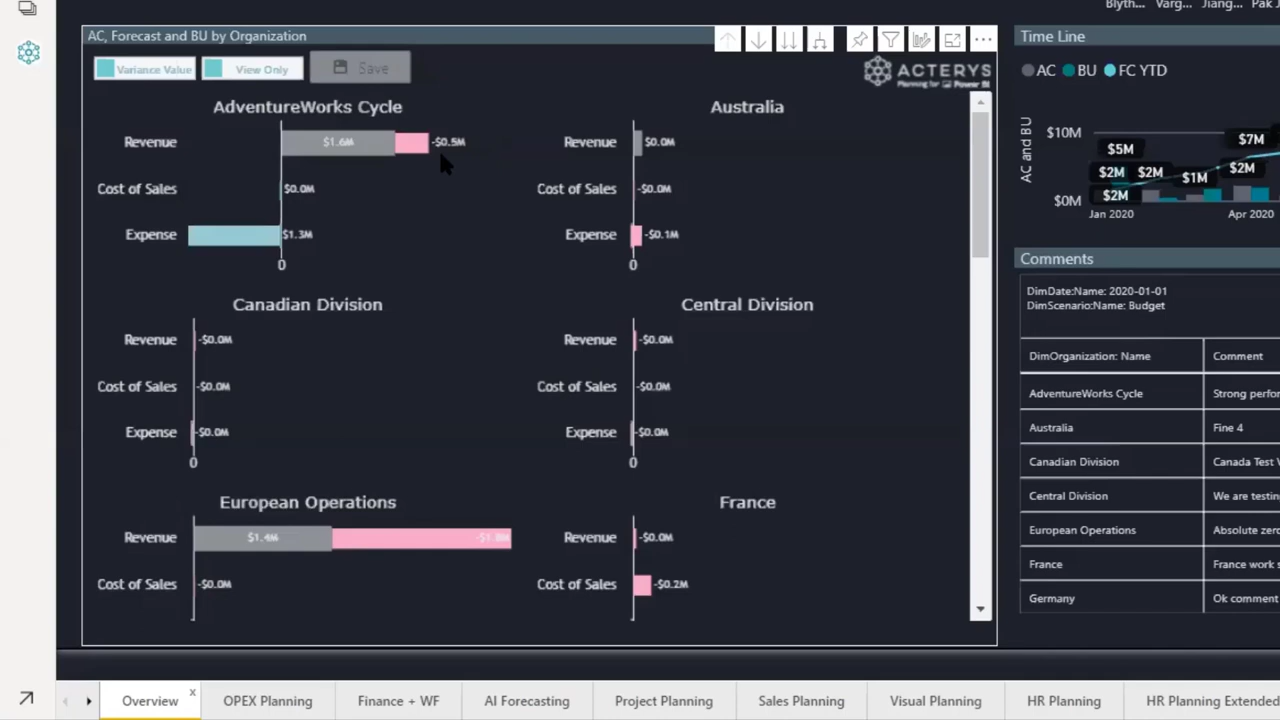 Blyth... Varg... Jiang... Pak J
AC, Forecast and BU by Organization
Variance Value
View Only
Save
ACTERYS
Planning for Power BI
AdventureWorks Cycle
Revenue
$1.6M
-$0.5M
Cost of Sales
$0.0M
Expense
$1.3M
0
Australia
Revenue
$0.0M
Cost of Sales
-$0.0M
Expense
-$0.1M
0
Canadian Division
Revenue
-$0.0M
Cost of Sales
-$0.0M
Expense
-$0.0M
0
Central Division
Revenue
-$0.0M
Cost of Sales
-$0.0M
Expense
-$0.0M
0
European Operations
Revenue
$1.4M
-$1.8M
Cost of Sales
-$0.0M
France
Revenue
-$0.0M
Cost of Sales
-$0.2M
Time Line
AC BU FC YTD
AC and BU
$10M
$0M
$5M
$2M
$2M
$2M
$1M
$2M
$7M
Jan 2020
Apr 2020
Comments
DimDate:Name: 2020-01-01
DimScenario:Name: Budget
DimOrganization: Name Comment
AdventureWorks Cycle Strong perfo
Australia Fine 4
Canadian Division Canada Test
Central Division We are testin
European Operations Absolute zero
France France work s
Germany Ok comment
Overview x
OPEX Planning
Finance + WF
AI Forecasting
Project Planning
Sales Planning
Visual Planning
HR Planning
HR Planning Extended